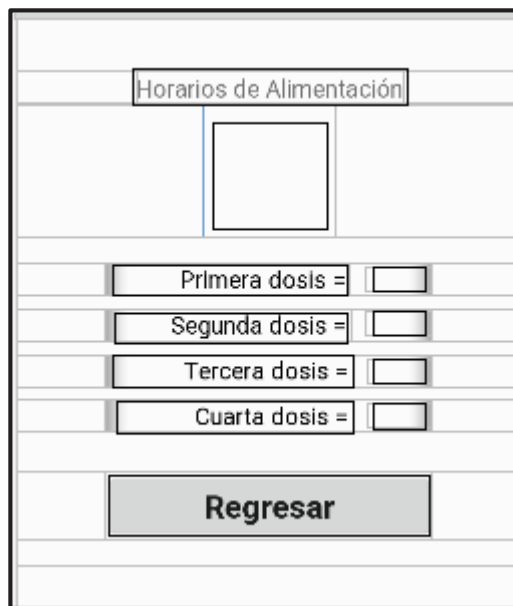 Horarios de Alimentación
Primera dosis =
Segunda dosis =
Tercera dosis =
Cuarta dosis =
Regresar